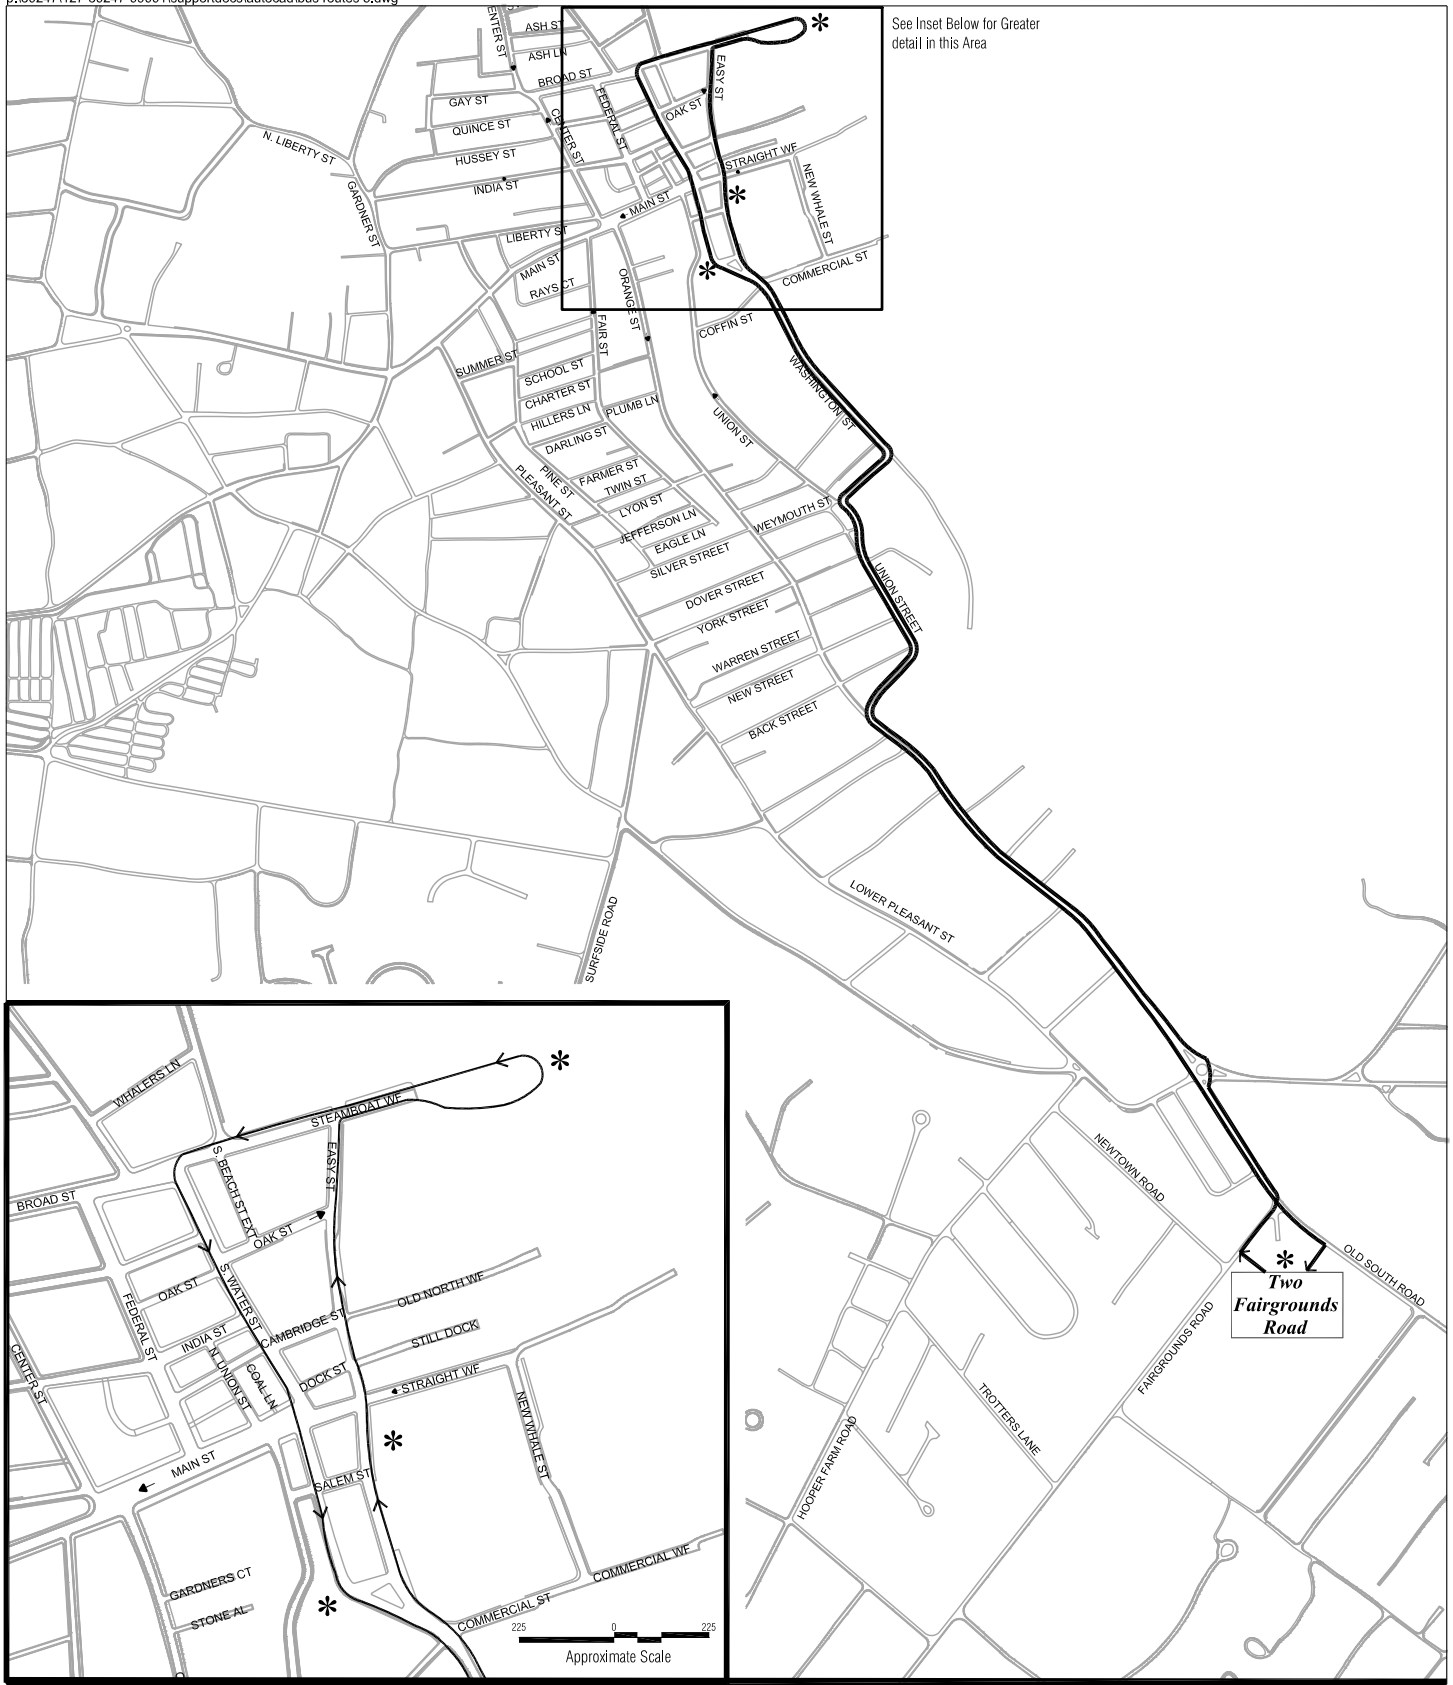 See Inset Below for Greater
detail in this Area
CENTER ST
ASH ST
ASH LN
BROAD ST
EASY ST
GAY ST
FEDERAL ST
OAK ST
QUINCE ST
CENTER ST
N. LIBERTY ST
HUSSEY ST
STRAIGHT WF
INDIA ST
GARDNER ST
NEW WHALE ST
MAIN ST
LIBERTY ST
MAIN ST
RAYS CT
ORANGE ST
COMMERCIAL ST
FAIR ST
COFFIN ST
SUMMER ST
SCHOOL ST
WASHINGTON ST
CHARTER ST
HILLERS LN
PLUMB LN
UNION ST
DARLING ST
PINE ST
FARMER ST
PLEASANT ST
TWIN ST
LYON ST
WEYMOUTH ST
JEFFERSON LN
EAGLE LN
SILVER STREET
UNION STREET
DOVER STREET
YORK STREET
WARREN STREET
NEW STREET
BACK STREET
LOWER PLEASANT ST
SURFSIDE ROAD
NEWTOWN ROAD
OLD SOUTH ROAD
Two
Fairgrounds
Road
FAIRGROUNDS ROAD
TROTTERS LANE
HOOPER FARM ROAD
WHALERS LN
STEAMBOAT WF
EASY ST
S. BEACH ST EXT
BROAD ST
OAK ST
S. WATER ST
OAK ST
OLD NORTH WF
FEDERAL ST
CAMBRIDGE ST
INDIA ST
STILL DOCK
CENTER ST
N. UNION ST
COAL LN
DOCK ST
STRAIGHT WF
NEW WHALE ST
MAIN ST
SALEM ST
COMMERCIAL WF
GARDNERS CT
STONE AL
COMMERCIAL ST
225 0 225
Approximate Scale